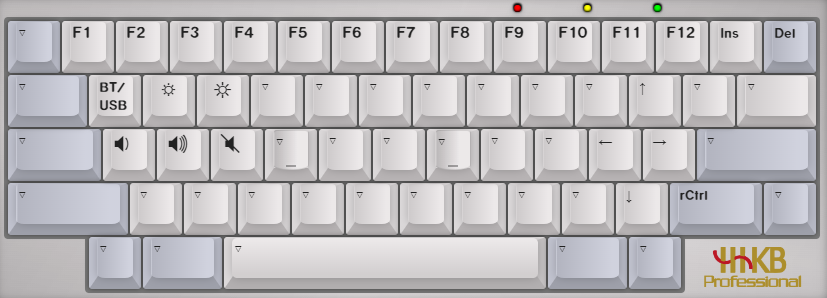 ▽ F1 F2 F3 F4 F5 F6 F7 F8 F9 F10 F11 F12 Ins Del
▽ BT/ ▽ ▽ ▽ ▽ ▽ ▽ ▽ ↑ ▽ ▽
USB
▽ ▽ ▽ ▽ ▽ ▽ ▽ ← → ▽
▽ ▽ ▽ ▽ ▽ ▽ ▽ ▽ ▽ ▽ ↓ rCtrl ▽
▽ ▽ ▽ ▽ ▽
HHKB
Professional